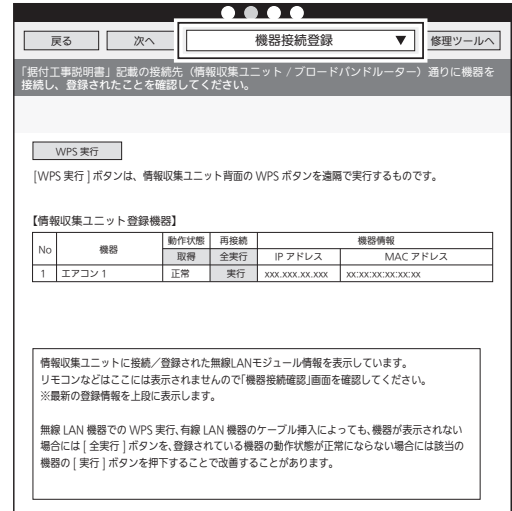 戻る 次へ 機器接続登録 ▼ 修理ツールへ
「据付工事説明書」記載の接続先(情報収集ユニット / ブロードバンドルーター)通りに機器を
接続し、登録されたことを確認してください。
WPS 実行
[WPS 実行 ] ボタンは、情報収集ユニット背面の WPS ボタンを遠隔で実行するものです。
【情報収集ユニット登録機器】
No 機器 動作状態 再接続 機器情報
取得 全実行 IP アドレス MAC アドレス
1 エアコン 1 正常 実行 xxx.xxx.xx.xxx xx:xx:xx:xx:xx:xx
情報収集ユニットに接続/登録された無線LANモジュール情報を表示しています。
リモコンなどはここには表示されませんので「機器接続確認」画面を確認してください。
※最新の登録情報を上段に表示します。
無線 LAN 機器での WPS 実行、有線 LAN 機器のケーブル挿入によっても、機器が表示されない
場合には [ 全実行 ] ボタンを、登録されている機器の動作状態が正常にならない場合には該当の
機器の [ 実行 ] ボタンを押下することで改善することがあります。